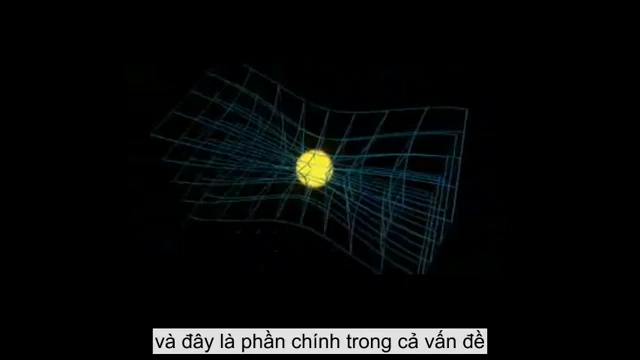 và đây là phần chính trong cả vấn đề